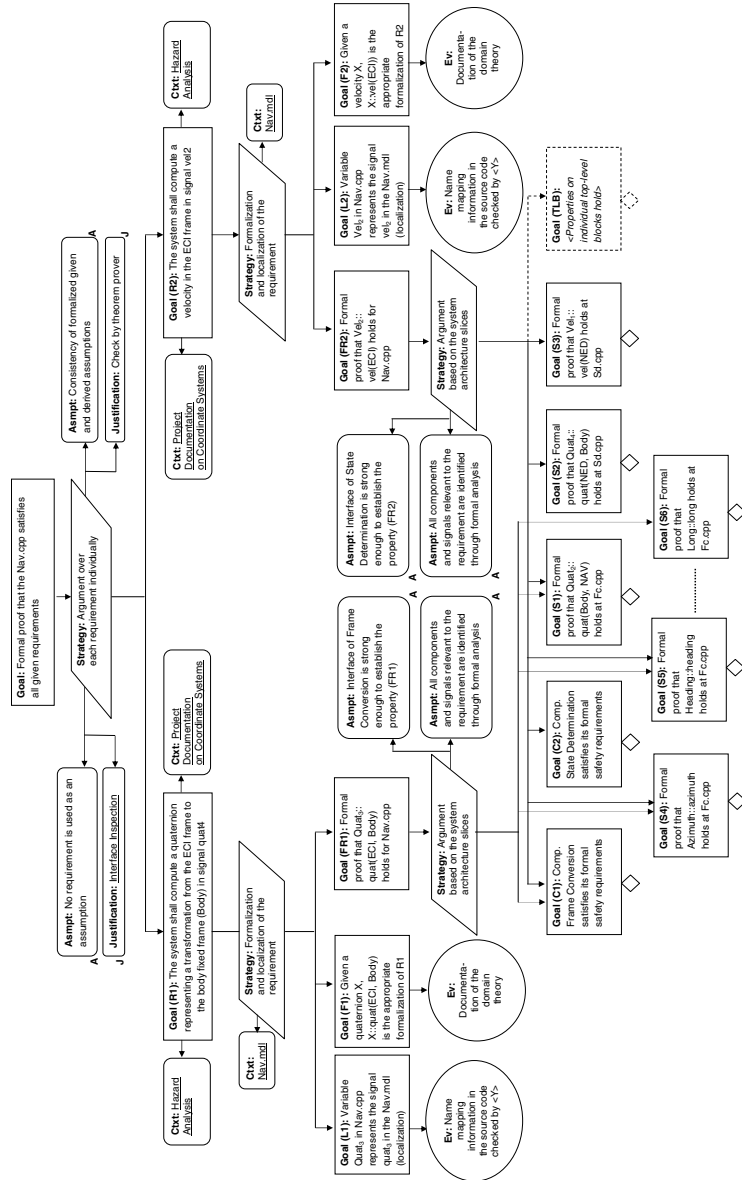 Goal: Formal proof that the Nav.cpp satisfies
all given requirements
Strategy: Argument over
each requirement individually
Asmpt: No requirement is used as an
assumption
A
Justification: Interface Inspection
J
Asmpt: Consistency of formalized given
and derived assumptions
A
Justification: Check by theorem prover
J
Ctxt: Hazard
Analysis
Goal (R1): The system shall compute a quaternion
representing a transformation from the ECI frame to
the body fixed frame (Body) in signal quat4
Ctxt: Project
Documentation
on Coordinate Systems
Ctxt: Project
Documentation
on Coordinate Systems
Goal (R2): The system shall compute a
velocity in the ECI frame in signal vel2
Ctxt: Hazard
Analysis
Ctxt:
Nav.mdl
Strategy: Formalization
and localization of the
requirement
Strategy: Formalization
and localization of the
requirement
Ctxt:
Nav.mdl
Goal (L1): Variable
Quat₃ in Nav.cpp
represents the signal
quat₃ in the Nav.mdl
(localization)
Goal (F1): Given a
quaternion X,
X::quat(ECI, Body)
is the appropriate
formalization of R1
Goal (FR1): Formal
proof that Quat₃::
quat(ECI, Body)
holds for Nav.cpp
Goal (FR2): Formal
proof that Vel₂::
vel(ECI) holds for
Nav.cpp
Goal (L2): Variable
Vel₂ in Nav.cpp
represents the signal
vel₂ in the Nav.mdl
(localization)
Goal (F2): Given a
velocity X,
X::vel(ECI)) is the
appropriate
formalization of R2
Ev: Name
mapping
information in
the source code
checked by <Y>
Ev:
Documenta-
tion of the
domain
theory
Strategy: Argument
based on the system
architecture slices
Asmpt: Interface of Frame
Conversion is strong
enough to establish the
property (FR1)
A
Asmpt: All components
and signals relevant to the
requirement are identified
through formal analysis
A
Asmpt: Interface of State
Determination is strong
enough to establish the
property (FR2)
A
Asmpt: All components
and signals relevant to the
requirement are identified
through formal analysis
A
Strategy: Argument
based on the system
architecture slices
Ev: Name
mapping
information in
the source code
checked by <Y>
Ev:
Documenta-
tion of the
domain
theory
Goal (C1): Comp.
Frame Conversion
satisfies its formal
safety requirements
Goal (C2): Comp.
State Determination
satisfies its formal
safety requirements
Goal (S1): Formal
proof that Quat₂::
quat(Body, NAV)
holds at Fc.cpp
Goal (S2): Formal
proof that Quat₄::
quat(NED, Body)
holds at Sd.cpp
Goal (S3): Formal
proof that Vel₁::
vel(NED) holds at
Sd.cpp
Goal (TLB):
<Properties on
individual top-level
blocks hold>
Goal (S4): Formal
proof that
Azimuth::azimuth
holds at Fc.cpp
Goal (S5): Formal
proof that
Heading::heading
holds at Fc.cpp
Goal (S6): Formal
proof that
Long::long holds at
Fc.cpp